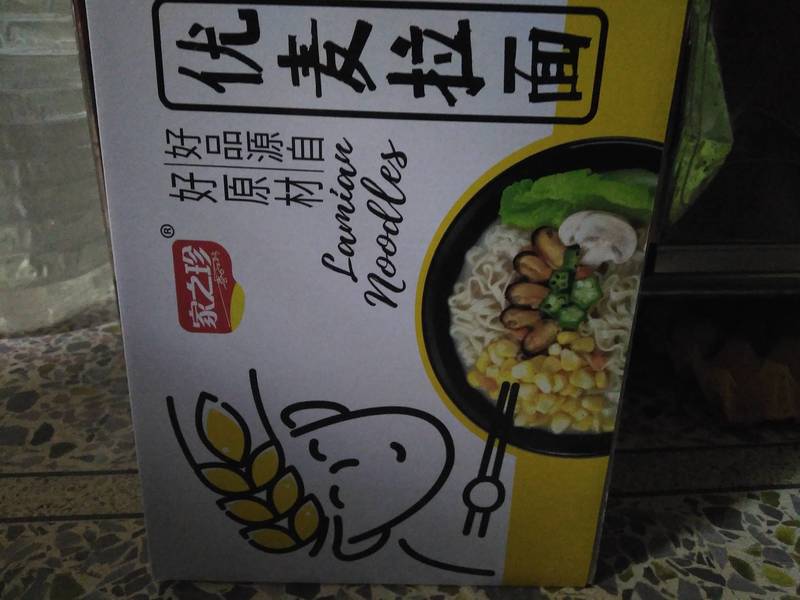 优麦拉面
好品源自
好原材
Lamian
Noodles
家之珍®